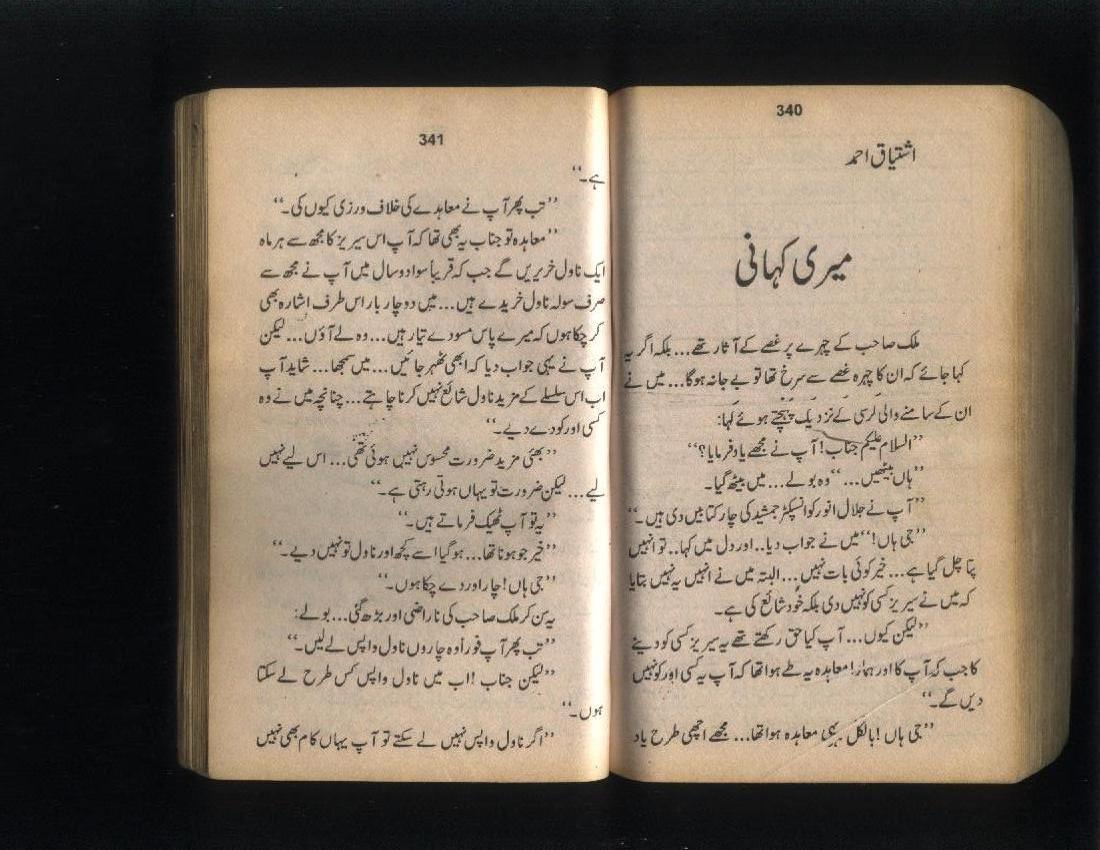 340
اشتیاق احمد
میری کہانی
ملک صاحب کے چہرے پر غصے کے آثار تھے... بلکہ اگر یہ
کہا جائے کہ ان کا چہرہ غصے سے سرخ تھا تو بے جا نہ ہوگا... میں نے
ان کے سامنے والی کرسی کے نزدیک پہنچتے ہوئے کہا:
”السلام علیکم جناب! آپ نے مجھے یاد فرمایا؟“
”ہاں بیٹھیں...“ وہ بولے... میں بیٹھ گیا۔
”آپ نے جلال انور کو انسپکٹر جمشید کی چار کتابیں دی ہیں۔“
”جی ہاں!“ میں نے جواب دیا.. اور دل میں کہا.. تو انہیں
پتا چل گیا ہے... خیر کوئی بات نہیں... البتہ میں نے انہیں یہ نہیں بتایا
کہ میں نے سیریز کسی کو نہیں دی بلکہ خود شائع کی ہے۔
”لیکن کیوں... آپ کیا حق رکھتے تھے یہ سیریز کسی کو دینے
کا جب کہ آپ کا اور ہمارا معاہدہ یہ طے ہوا تھا کہ آپ یہ کسی اور کو نہیں
دیں گے۔“
”جی ہاں! بالکل یہی معاہدہ ہوا تھا... مجھے اچھی طرح یاد
341
ہے۔“
”تب پھر آپ نے معاہدے کی خلاف ورزی کیوں کی۔“
”معاہدہ تو جناب یہ بھی تھا کہ آپ اس سیریز کا مجھ سے ہر ماہ
ایک ناول خریریں گے جب کہ قریباً سوا دو سال میں آپ نے مجھ سے
صرف سولہ ناول خریدے ہیں... میں دو چار بار اس طرف اشارہ بھی
کر چکا ہوں کہ میرے پاس مسودے تیار ہیں... وہ لے آؤں... لیکن
آپ نے یہی جواب دیا کہ ابھی ٹھہر جائیں... میں سمجھا... شاید آپ
اب اس سلسلے کے مزید ناول شائع نہیں کرنا چاہتے... چنانچہ میں نے وہ
کسی اور کو دے دیے۔“
”بھئی مزید ضرورت محسوس نہیں ہوئی تھی... اس لیے نہیں
لیے... لیکن ضرورت تو یہاں ہوتی رہتی ہے۔“
”یہ تو آپ ٹھیک فرماتے ہیں۔“
”خیر جو ہونا تھا... ہو گیا اسے کچھ اور ناول تو نہیں دیے۔“
”جی ہاں! چار اور دے چکا ہوں۔“
یہ سن کر ملک صاحب کی ناراضی اور بڑھ گئی... بولے:
”تب پھر آپ فوراً وہ چاروں ناول واپس لے لیں۔“
”لیکن جناب! اب میں ناول واپس کس طرح لے سکتا
ہوں۔“
”اگر ناول واپس نہیں لے سکتے تو آپ یہاں کام بھی نہیں